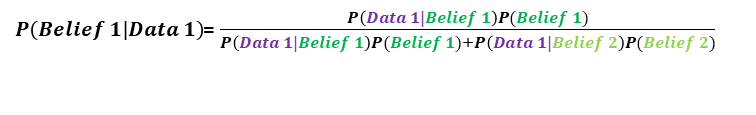 P(Belief 1|Data 1)= P(Data 1|Belief 1)P(Belief 1)
P(Data 1|Belief 1)P(Belief 1)+P(Data 1|Belief 2)P(Belief 2)